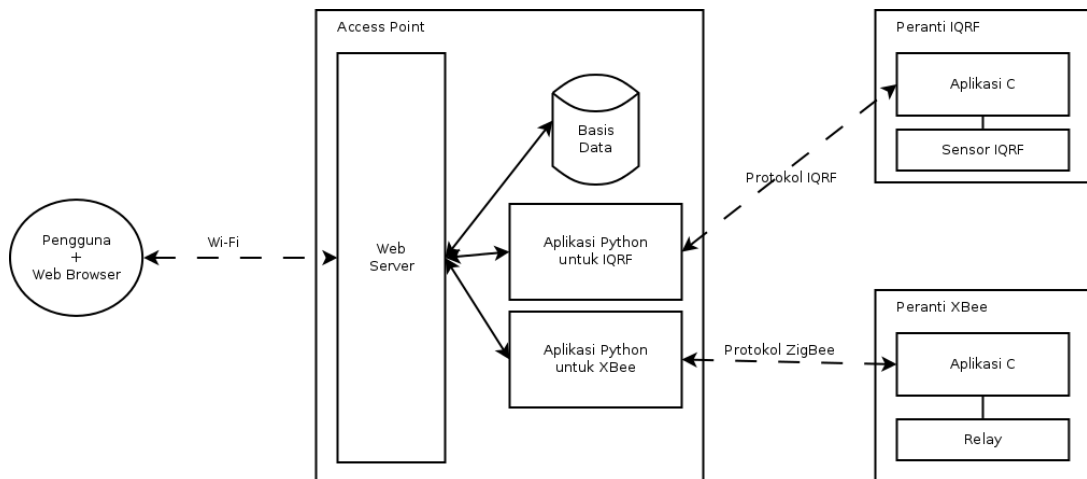 Access Point
Peranti IQRF
Aplikasi C
Sensor IQRF
Basis
Data
Protokol IQRF
Pengguna
+
Web Browser
Wi-Fi
Web
Server
Aplikasi Python
untuk IQRF
Peranti XBee
Aplikasi Python
untuk XBee
Protokol ZigBee
Aplikasi C
Relay